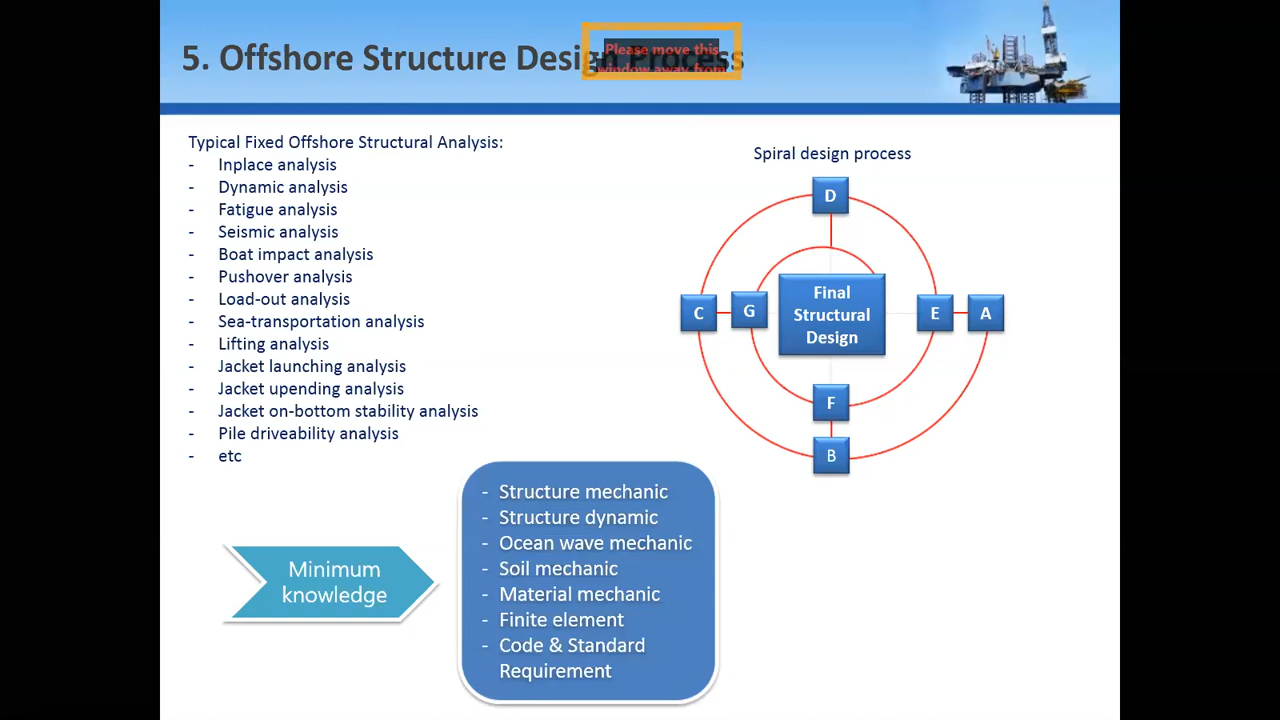 5. Offshore Structure Design Process
Please move this
window away from
Typical Fixed Offshore Structural Analysis:
- Inplace analysis
- Dynamic analysis
- Fatigue analysis
- Seismic analysis
- Boat impact analysis
- Pushover analysis
- Load-out analysis
- Sea-transportation analysis
- Lifting analysis
- Jacket launching analysis
- Jacket upending analysis
- Jacket on-bottom stability analysis
- Pile driveability analysis
- etc
Spiral design process
D
C
G
Final
Structural
Design
E
A
F
B
Minimum
knowledge
- Structure mechanic
- Structure dynamic
- Ocean wave mechanic
- Soil mechanic
- Material mechanic
- Finite element
- Code & Standard
Requirement